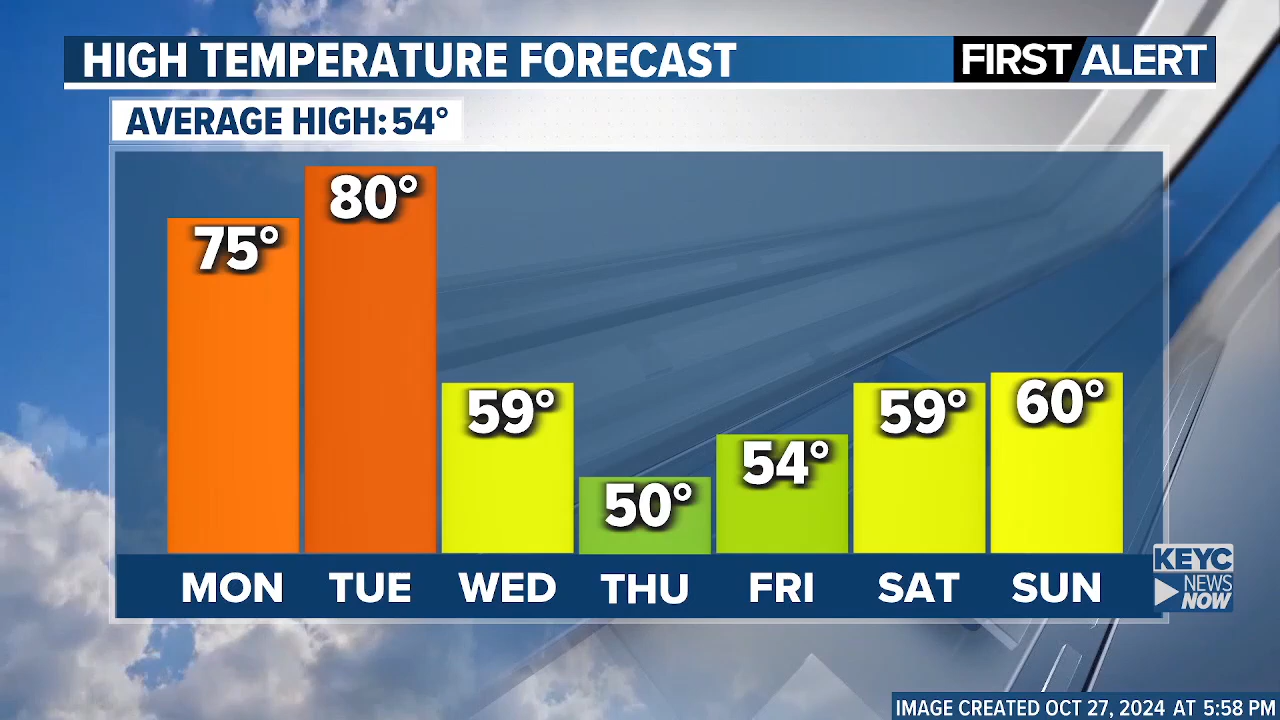 HIGH TEMPERATURE FORECAST
FIRST ALERT
AVERAGE HIGH: 54°
75° 80° 59° 50° 54° 59° 60°
MON TUE WED THU FRI SAT SUN
KEYC
NEWS
NOW
IMAGE CREATED OCT 27, 2024 AT 5:58 PM